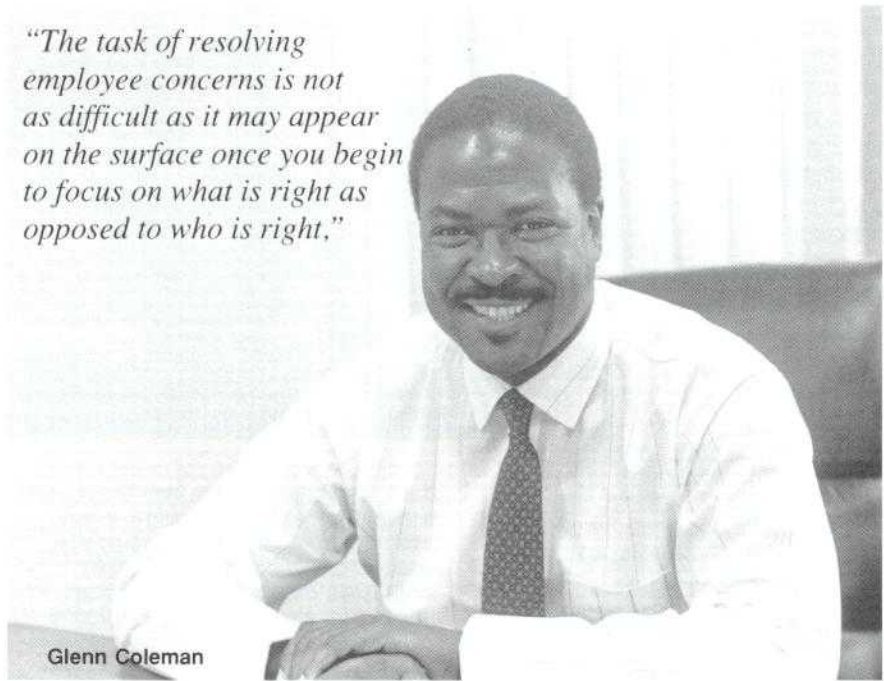 “The task of resolving
employee concerns is not
as difficult as it may appear
on the surface once you begin
to focus on what is right as
opposed to who is right,”
Glenn Coleman